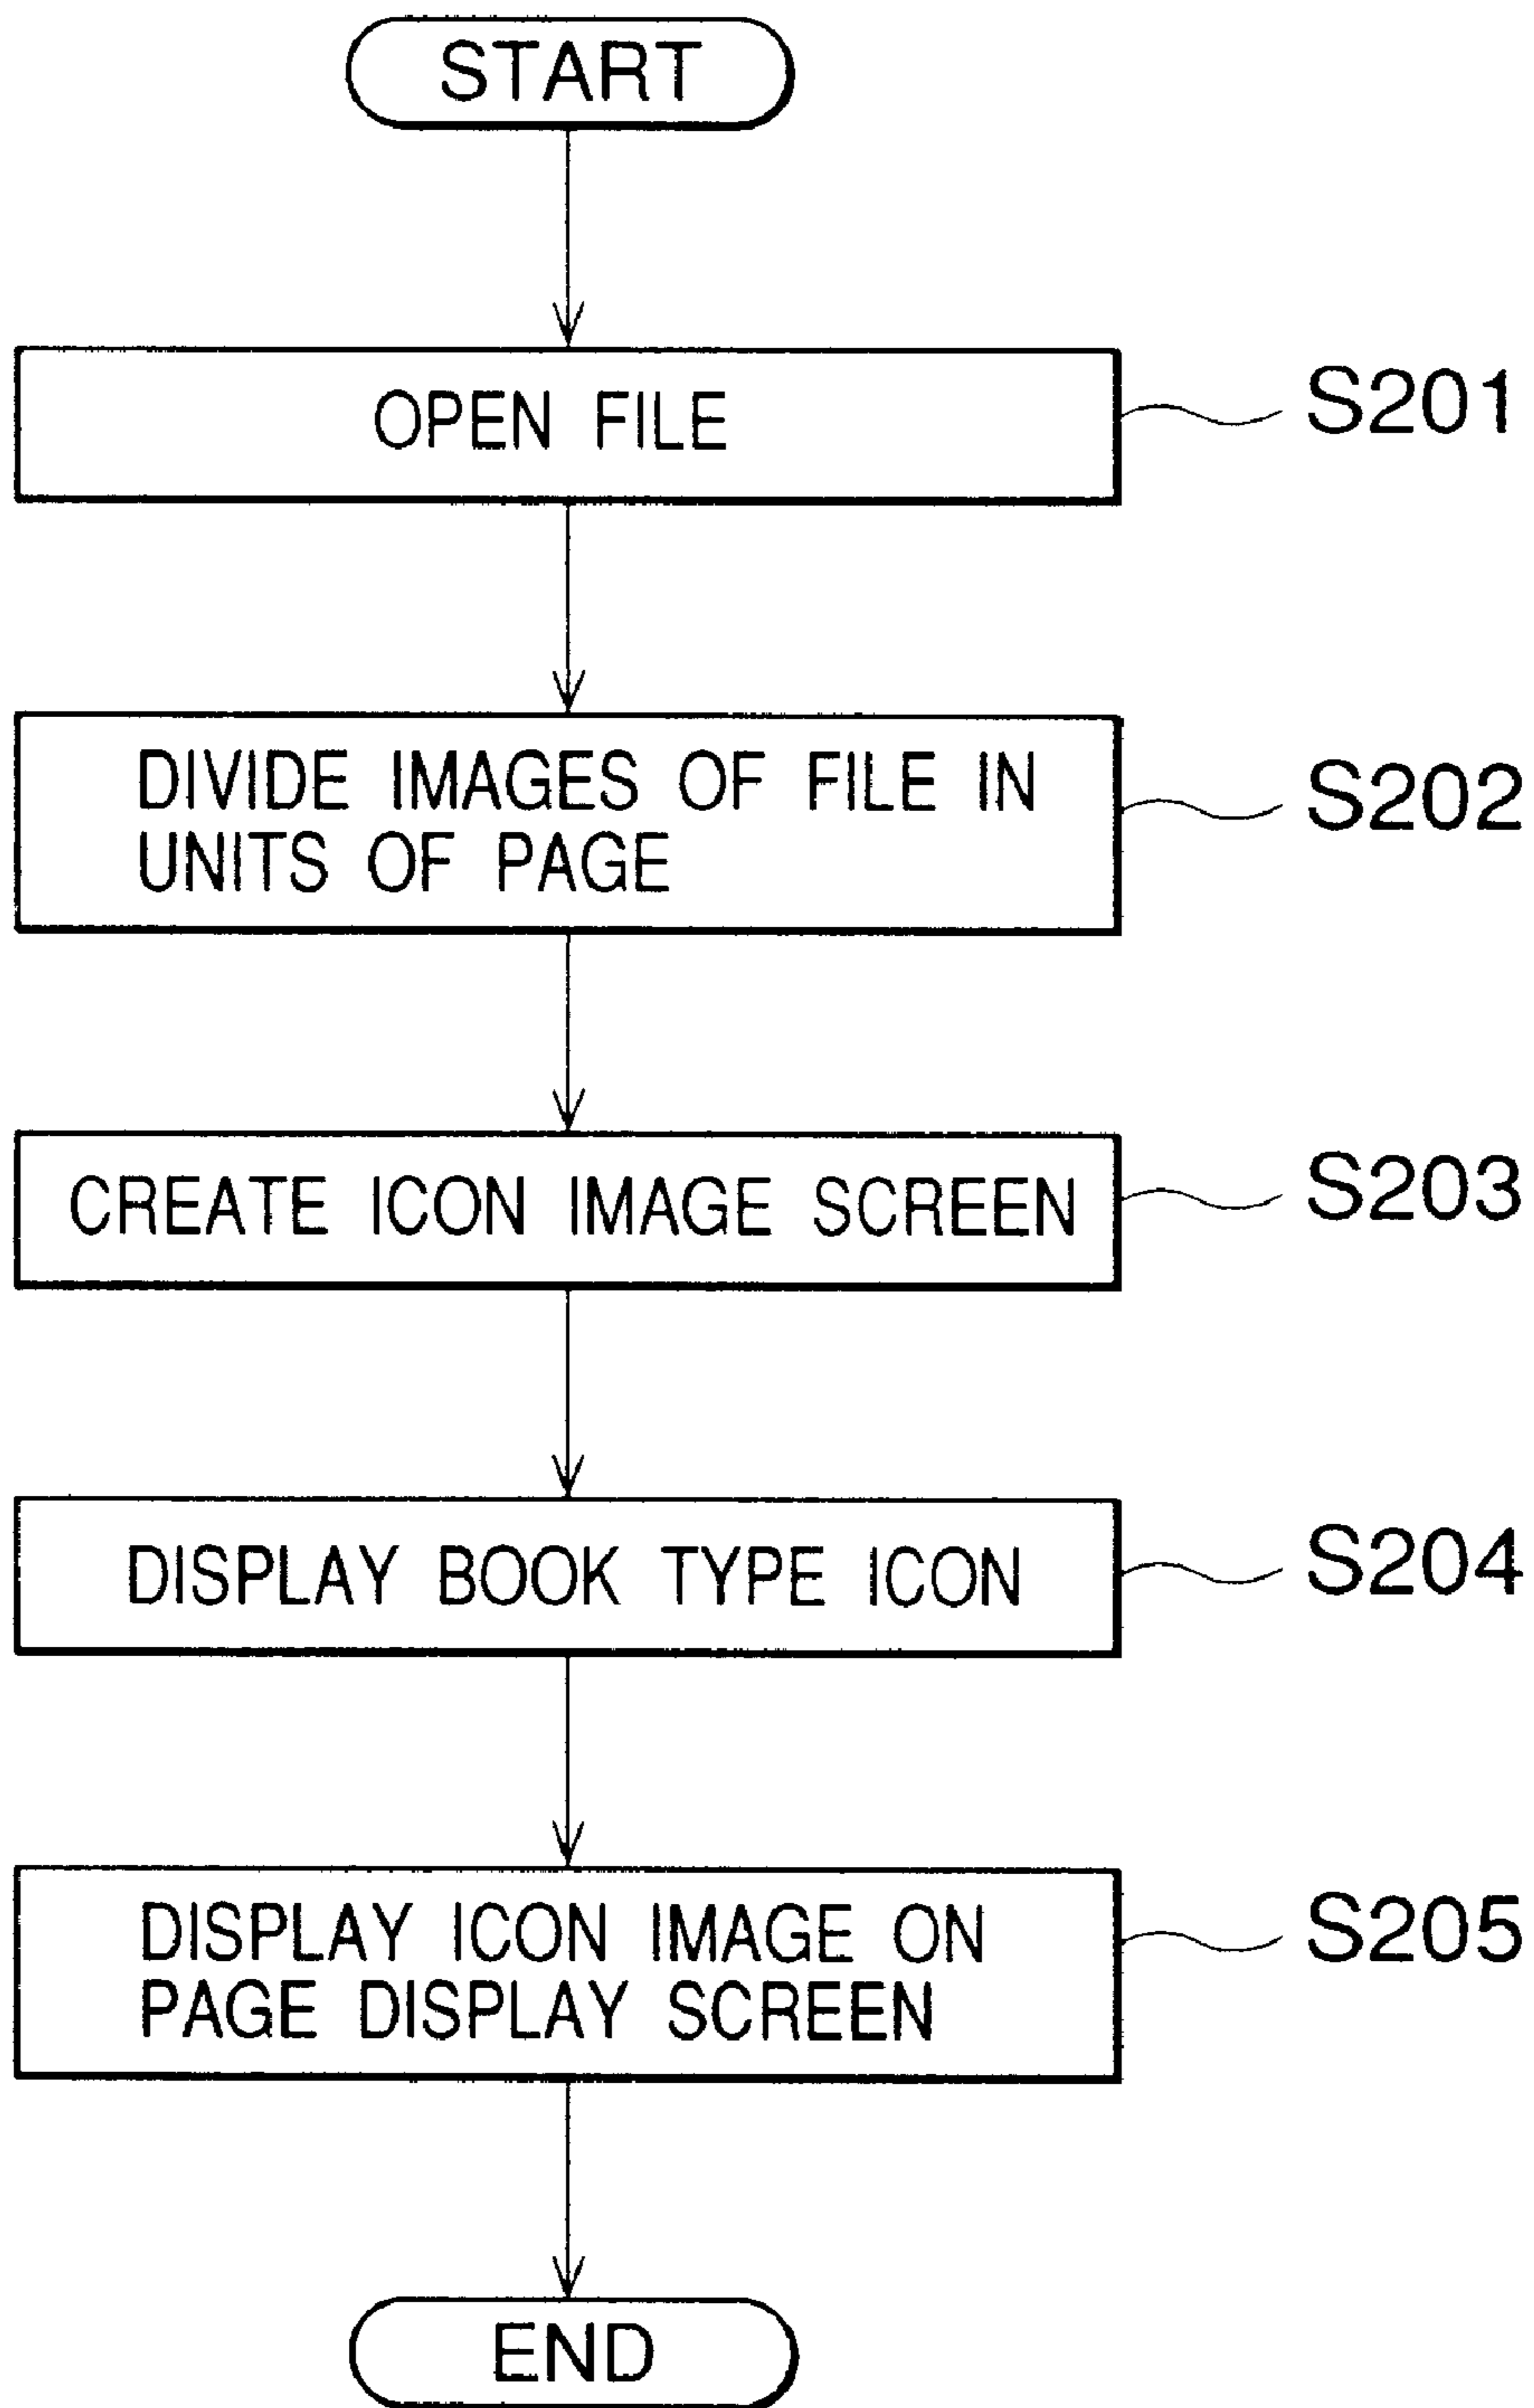 START
OPEN FILE
S201
DIVIDE IMAGES OF FILE IN
UNITS OF PAGE
S202
CREATE ICON IMAGE SCREEN
S203
DISPLAY BOOK TYPE ICON
S204
DISPLAY ICON IMAGE ON
PAGE DISPLAY SCREEN
S205
END